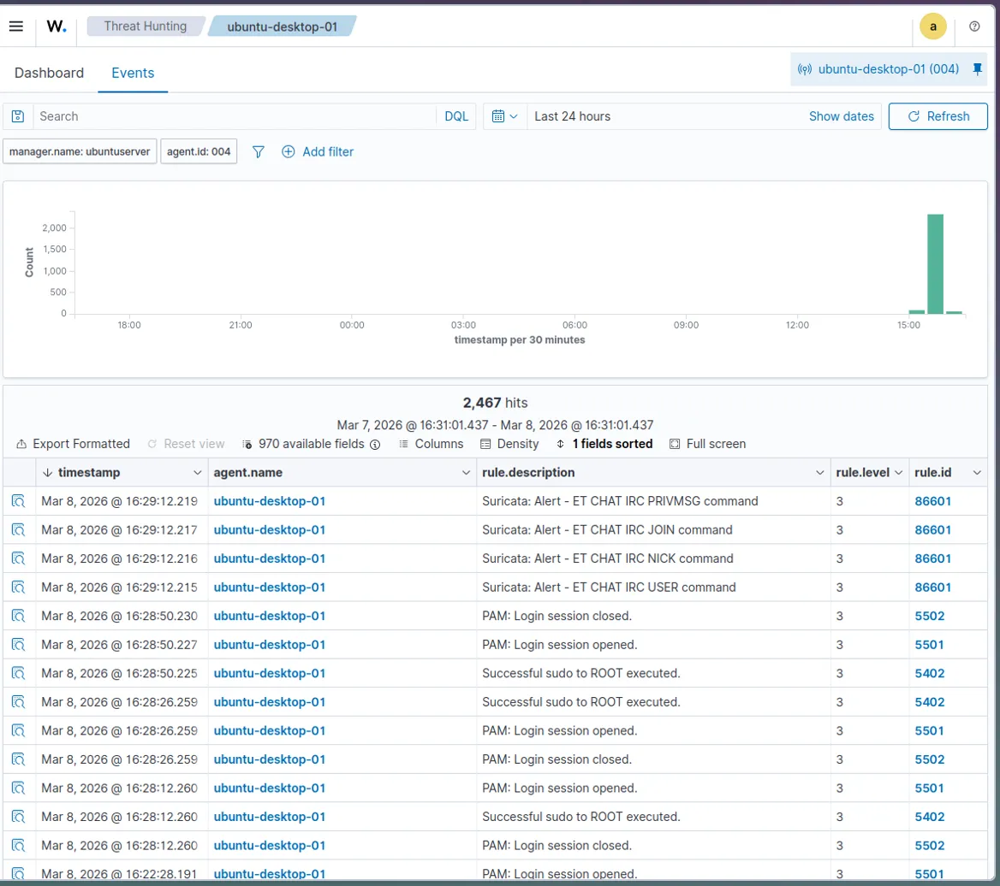 W. Threat Hunting ubuntu-desktop-01 a
Dashboard Events ubuntu-desktop-01 (004)
Search DQL Last 24 hours Show dates Refresh
manager.name: ubuntuserver agent.id: 004 Add filter
2,000
1,500
1,000
500
0
Count
18:00 21:00 00:00 03:00 06:00 09:00 12:00 15:00
timestamp per 30 minutes
2,467 hits
Mar 7, 2026 @ 16:31:01.437 - Mar 8, 2026 @ 16:31:01.437
Export Formatted Reset view 970 available fields Columns Density 1 fields sorted Full screen
timestamp agent.name rule.description rule.level rule.id
Mar 8, 2026 @ 16:29:12.219 ubuntu-desktop-01 Suricata: Alert - ET CHAT IRC PRIVMSG command 3 86601
Mar 8, 2026 @ 16:29:12.217 ubuntu-desktop-01 Suricata: Alert - ET CHAT IRC JOIN command 3 86601
Mar 8, 2026 @ 16:29:12.216 ubuntu-desktop-01 Suricata: Alert - ET CHAT IRC NICK command 3 86601
Mar 8, 2026 @ 16:29:12.215 ubuntu-desktop-01 Suricata: Alert - ET CHAT IRC USER command 3 86601
Mar 8, 2026 @ 16:28:50.230 ubuntu-desktop-01 PAM: Login session closed. 3 5502
Mar 8, 2026 @ 16:28:50.227 ubuntu-desktop-01 PAM: Login session opened. 3 5501
Mar 8, 2026 @ 16:28:50.225 ubuntu-desktop-01 Successful sudo to ROOT executed. 3 5402
Mar 8, 2026 @ 16:28:26.259 ubuntu-desktop-01 Successful sudo to ROOT executed. 3 5402
Mar 8, 2026 @ 16:28:26.259 ubuntu-desktop-01 PAM: Login session opened. 3 5501
Mar 8, 2026 @ 16:28:26.259 ubuntu-desktop-01 PAM: Login session closed. 3 5502
Mar 8, 2026 @ 16:28:12.260 ubuntu-desktop-01 PAM: Login session opened. 3 5501
Mar 8, 2026 @ 16:28:12.260 ubuntu-desktop-01 Successful sudo to ROOT executed. 3 5402
Mar 8, 2026 @ 16:28:12.260 ubuntu-desktop-01 PAM: Login session closed. 3 5502
Mar 8, 2026 @ 16:22:28.191 ubuntu-desktop-01 PAM: Login session opened. 3 5501